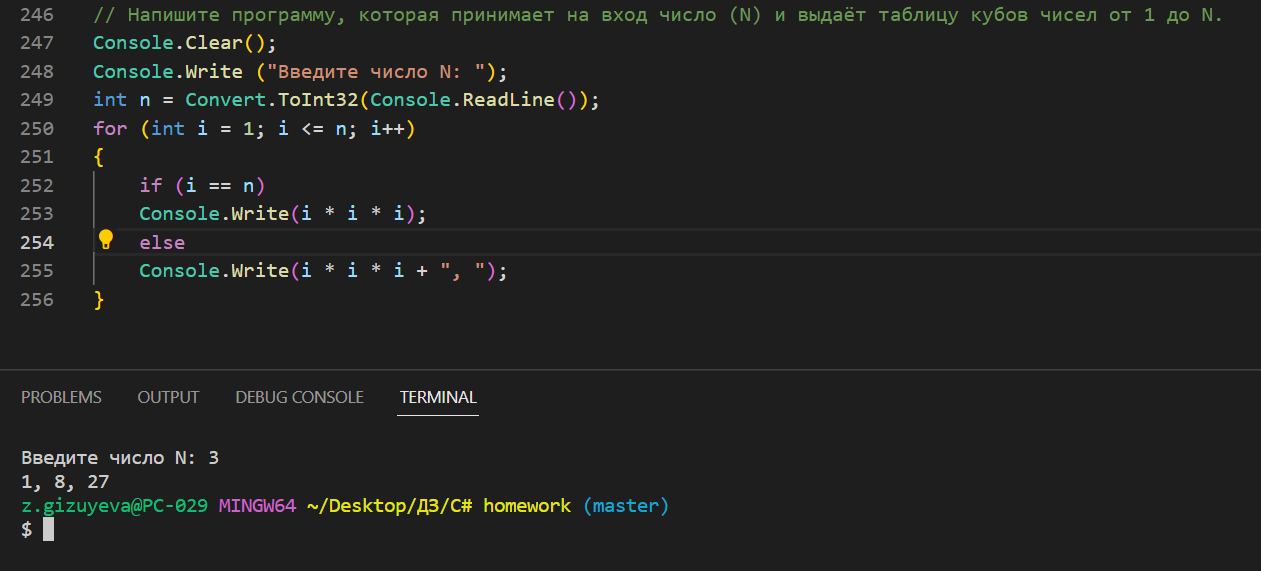 246 // Напишите программу, которая принимает на вход число (N) и выдаёт таблицу кубов чисел от 1 до N.
247 Console.Clear();
248 Console.Write ("Введите число N: ");
249 int n = Convert.ToInt32(Console.ReadLine());
250 for (int i = 1; i <= n; i++)
251 {
252 if (i == n)
253 Console.Write(i * i * i);
254 else
255 Console.Write(i * i * i + ", ");
256 }
PROBLEMS OUTPUT DEBUG CONSOLE TERMINAL
Введите число N: 3
1, 8, 27
z.gizuyeva@PC-029 MINGW64 ~/Desktop/ДЗ/C# homework (master)
$